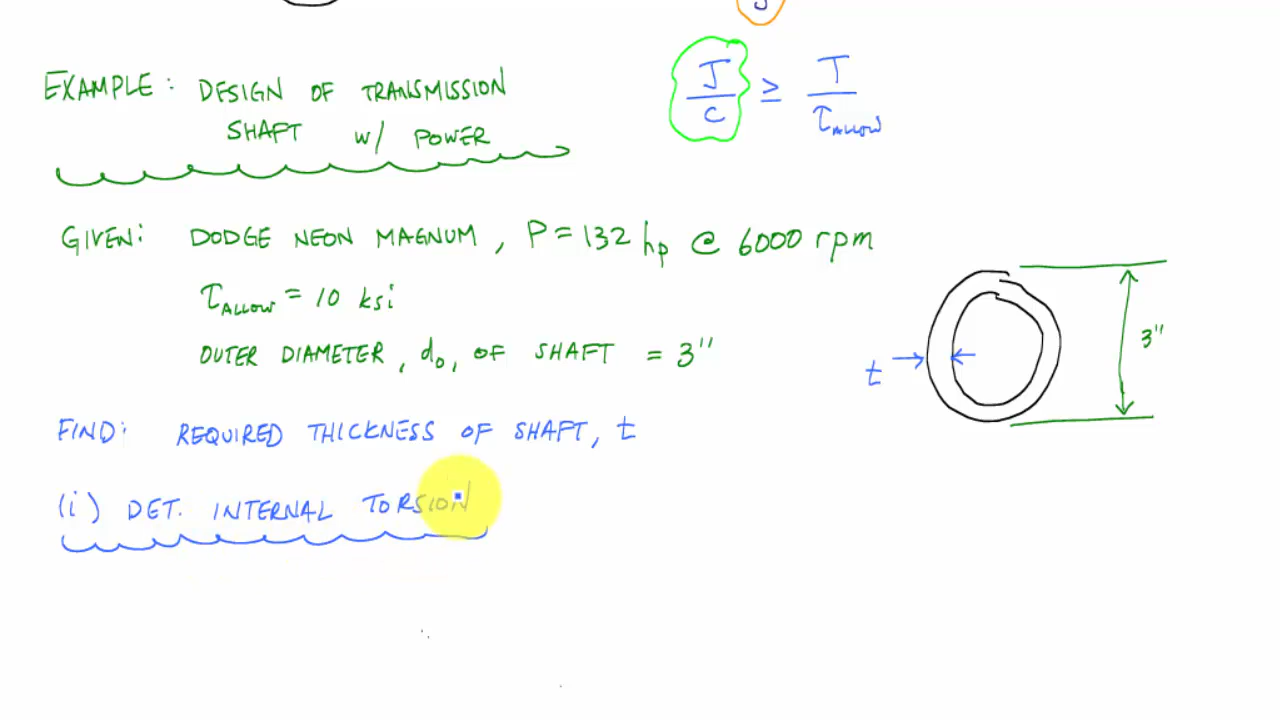 J/c ≥ T/τALLOW
EXAMPLE: DESIGN OF TRANSMISSION
SHAFT w/ POWER
GIVEN: DODGE NEON MAGNUM, P=132 hp @ 6000 rpm
τALLOW = 10 ksi
OUTER DIAMETER, do, OF SHAFT = 3"
3"
t
FIND: REQUIRED THICKNESS OF SHAFT, t
(i) DET. INTERNAL TORSION